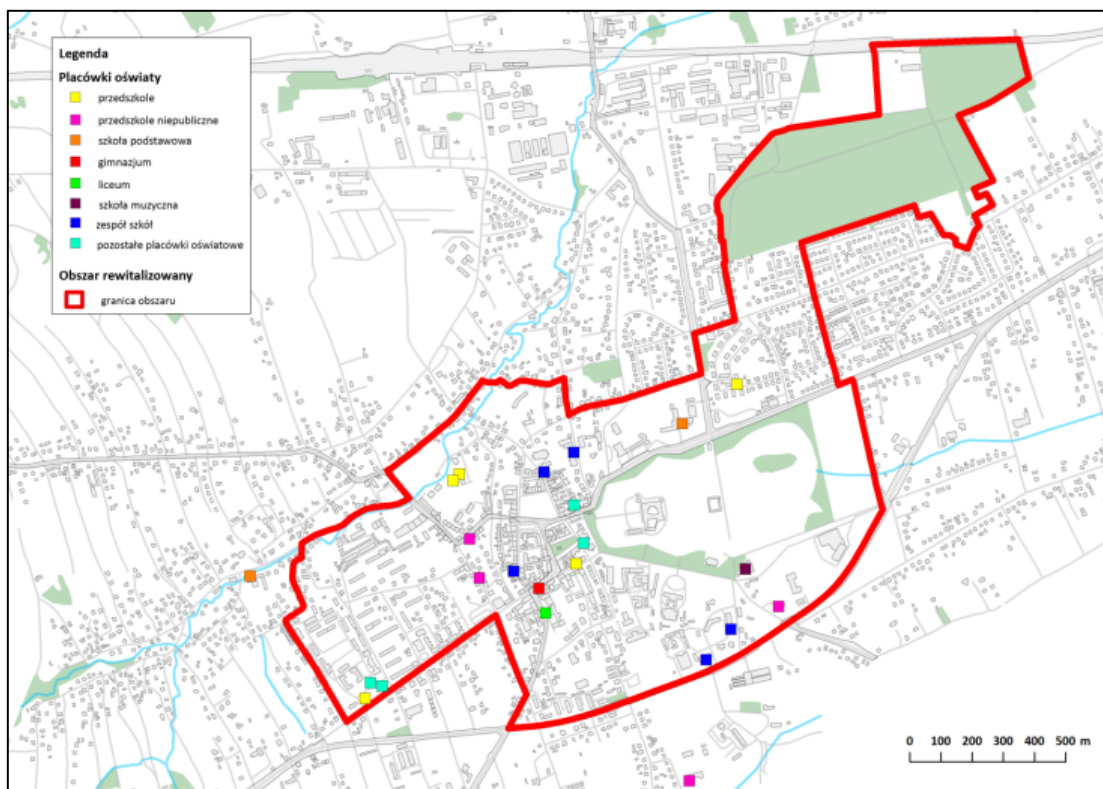 Legenda
Placówki oświaty
przedszkole
przedszkole niepubliczne
szkoła podstawowa
gimnazjum
liceum
szkoła muzyczna
zespół szkół
pozostałe placówki oświatowe
Obszar rewitalizowany
granica obszaru
0 100 200 300 400 500 m